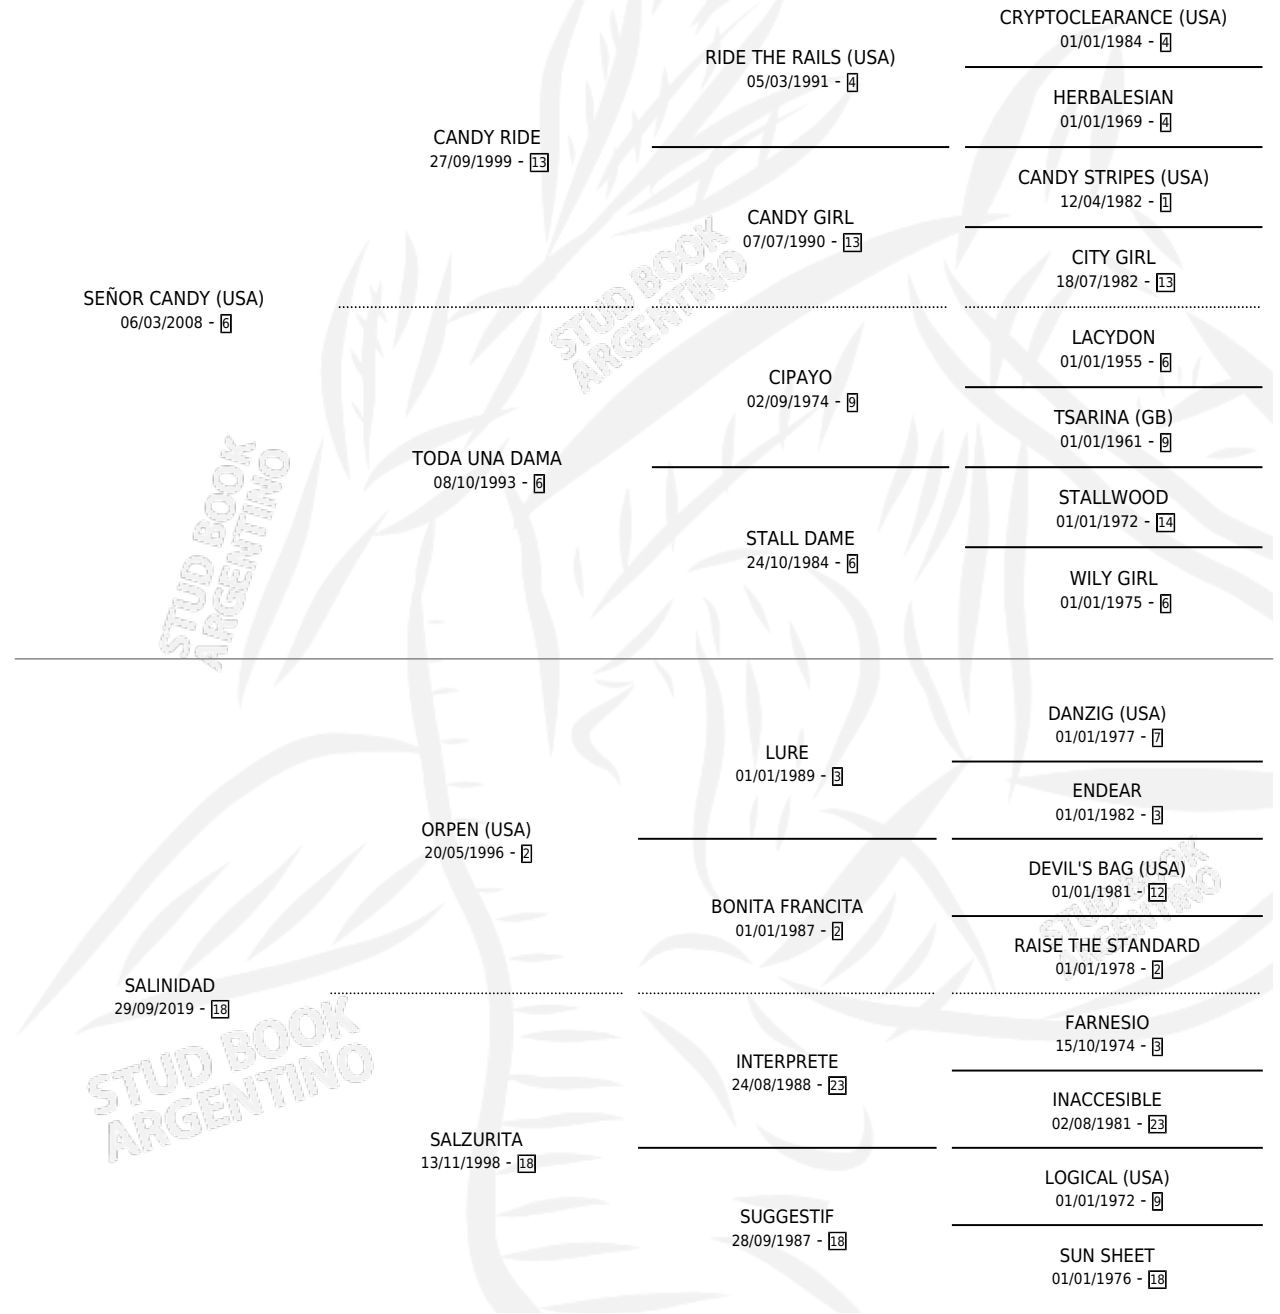 CRYPTOCLEARANCE (USA)
01/01/1984 - 4
RIDE THE RAILS (USA)
05/03/1991 - 4
HERBALESIAN
01/01/1969 - 4
CANDY RIDE
27/09/1999 - 13
CANDY STRIPES (USA)
12/04/1982 - 1
CANDY GIRL
07/07/1990 - 13
CITY GIRL
18/07/1982 - 13
SEÑOR CANDY (USA)
06/03/2008 - 6
LACYDON
01/01/1955 - 6
CIPAYO
02/09/1974 - 9
TSARINA (GB)
01/01/1961 - 9
TODA UNA DAMA
08/10/1993 - 6
STALLWOOD
01/01/1972 - 14
STALL DAME
24/10/1984 - 6
WILY GIRL
01/01/1975 - 6
DANZIG (USA)
01/01/1977 - 7
LURE
01/01/1989 - 3
ENDEAR
01/01/1982 - 3
ORPEN (USA)
20/05/1996 - 2
DEVIL'S BAG (USA)
01/01/1981 - 12
BONITA FRANCITA
01/01/1987 - 2
RAISE THE STANDARD
01/01/1978 - 2
SALINIDAD
29/09/2019 - 18
FARNESIO
15/10/1974 - 3
INTERPRETE
24/08/1988 - 23
INACCESIBLE
02/08/1981 - 23
SALZURITA
13/11/1998 - 18
LOGICAL (USA)
01/01/1972 - 9
SUGGESTIF
28/09/1987 - 18
SUN SHEET
01/01/1976 - 18
STUD BOOK
ARGENTINO
STUD BOOK
ARGENTINO
STUD BOOK
ARGENTINO
STUD BOOK
ARGENTINO